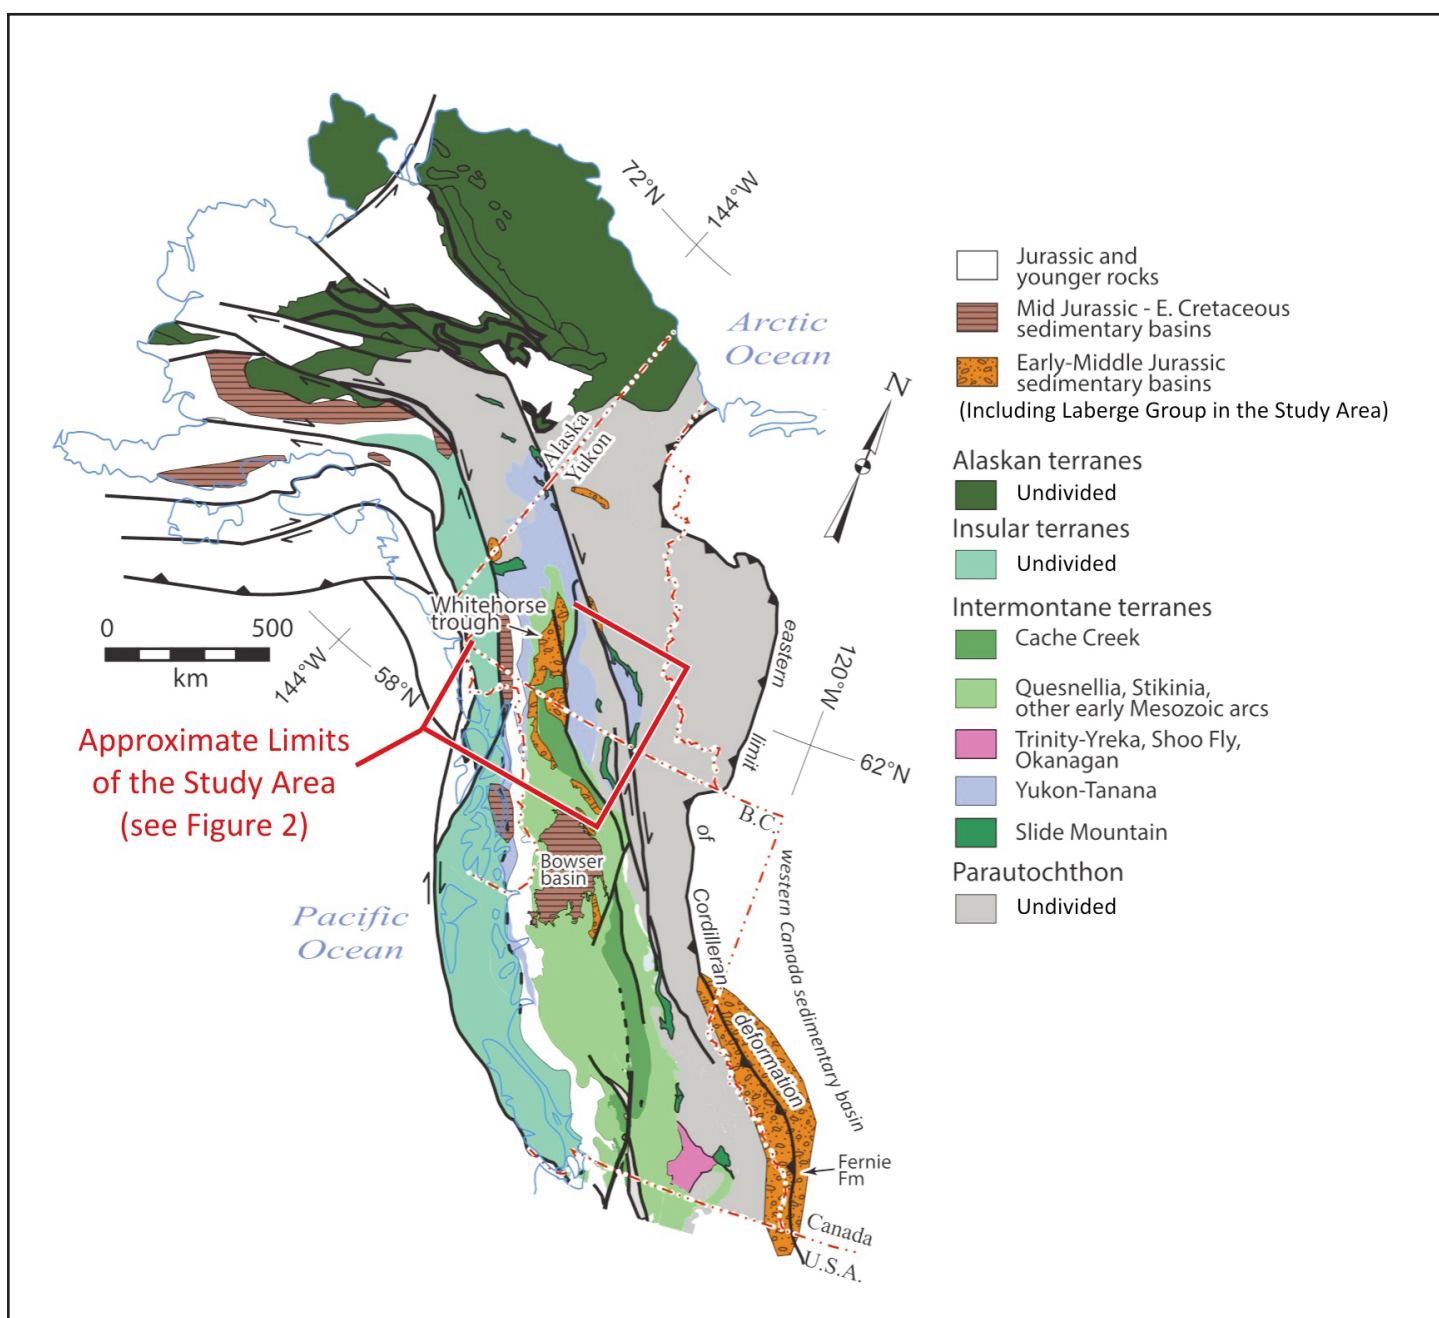 72°N
144°W
Arctic
Ocean
N
Alaska
Yukon
Whitehorse
trough
0 500
km
144°W
58°N
Approximate Limits
of the Study Area
(see Figure 2)
120°W
62°N
eastern
limit
of
Cordilleran
deformation
B.C.
western Canada sedimentary basin
Bowser
basin
Pacific
Ocean
Fernie
Fm
Canada
U.S.A.
Jurassic and
younger rocks
Mid Jurassic - E. Cretaceous
sedimentary basins
Early-Middle Jurassic
sedimentary basins
(Including Laberge Group in the Study Area)
Alaskan terranes
Undivided
Insular terranes
Undivided
Intermontane terranes
Cache Creek
Quesnellia, Stikinia,
other early Mesozoic arcs
Trinity-Yreka, Shoo Fly,
Okanagan
Yukon-Tanana
Slide Mountain
Parautochthon
Undivided